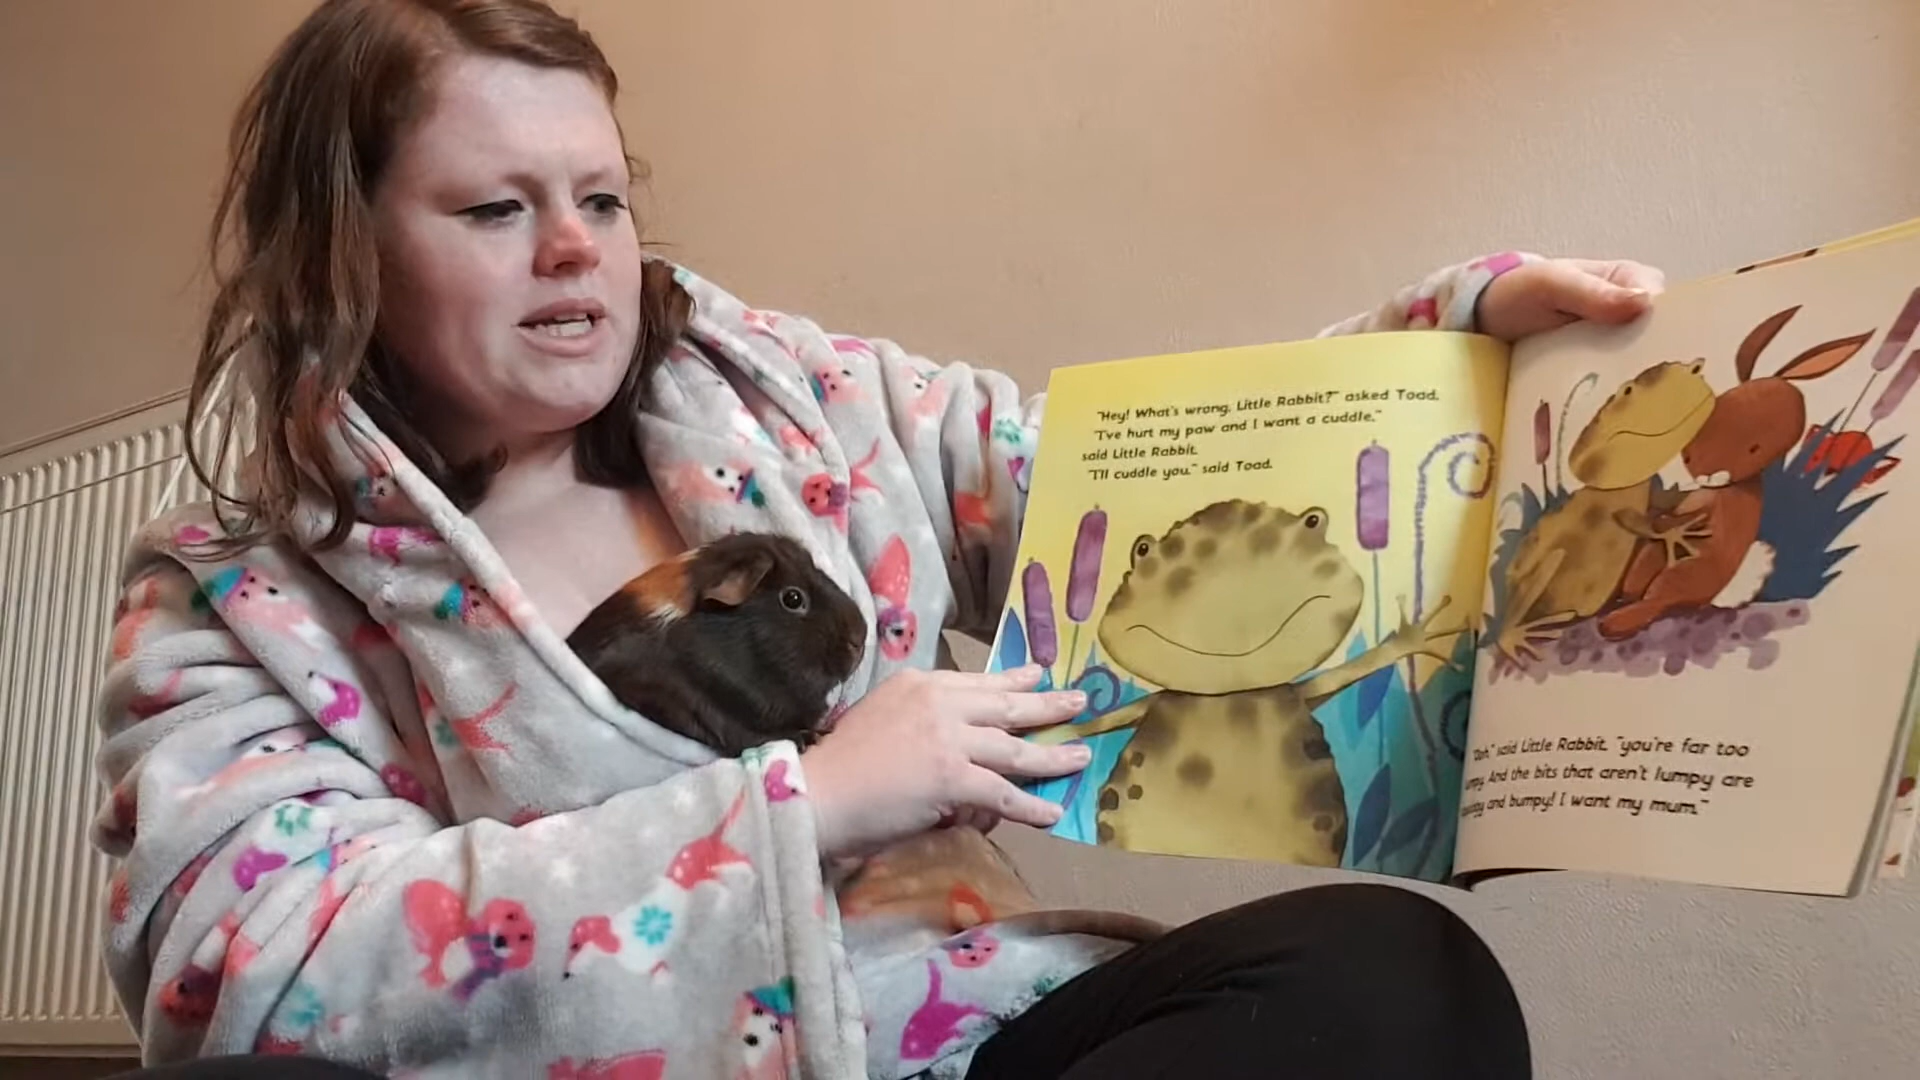 "Hey! What's wrong, Little Rabbit?" asked Toad.
"I've hurt my paw and I want a cuddle,"
said Little Rabbit.
"I'll cuddle you," said Toad.
"Ooh," said Little Rabbit, "you're far too
And the bits that aren't lumpy are
and bumpy! I want my mum."